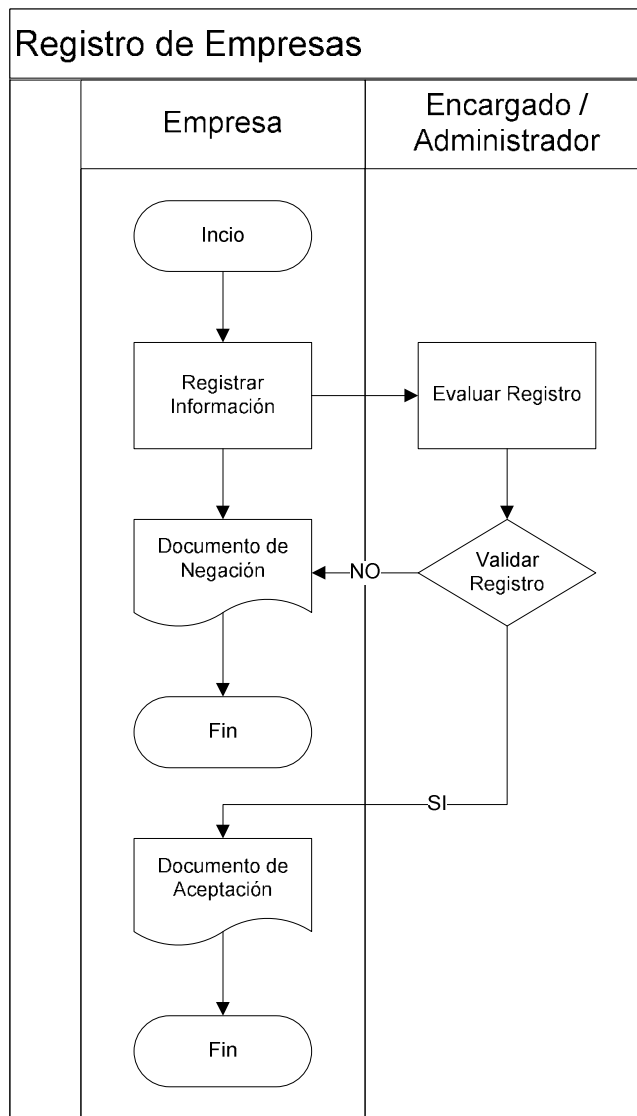 Registro de Empresas
Empresa
Encargado /
Administrador
Incio
Registrar
Información
Evaluar Registro
Documento de
Negación
NO
Validar
Registro
Fin
SI
Documento de
Aceptación
Fin